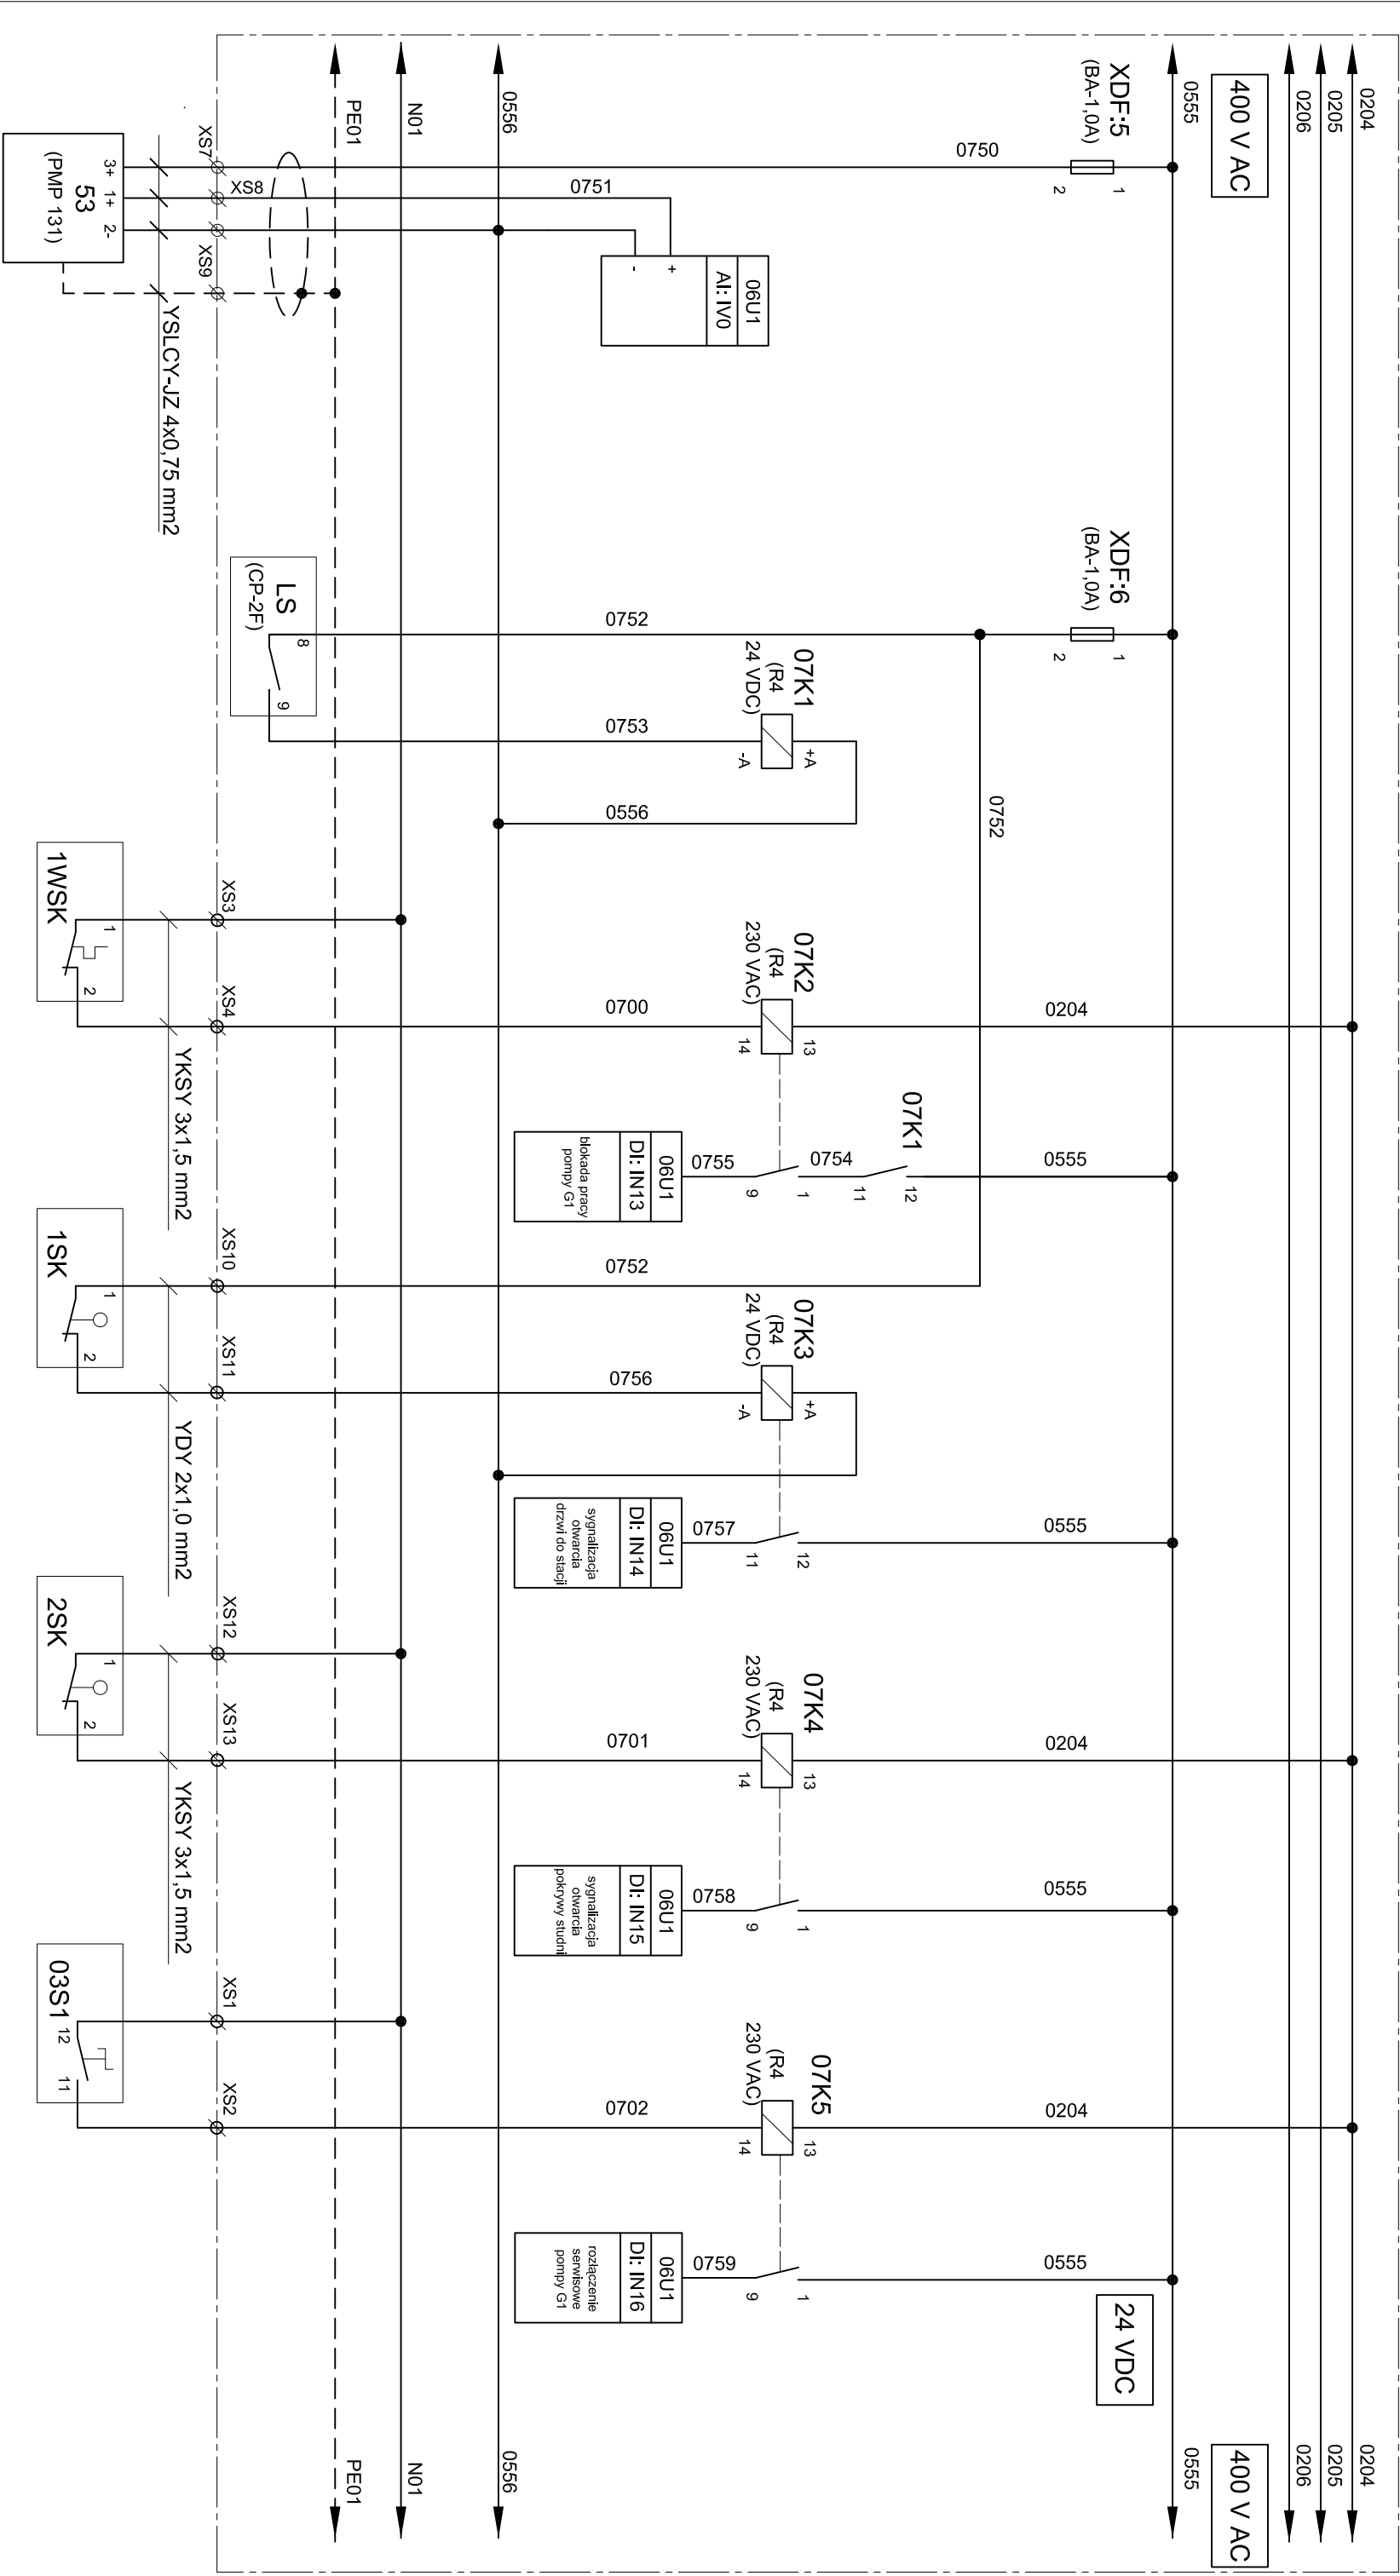 0204
0205
0206
400 V AC
0555
XDF:5
(BA-1,0A)
1
2
0750
0556
N01
PE01
0751
06U1
AI: IV0
+
-
XS7
XS8
XS9
3+
1+
2-
53
(PMP 131)
YSLCY-JZ 4x0,75 mm2
XDF:6
(BA-1,0A)
1
2
0752
07K1
(R4
24 VDC)
+A
-A
0753
0556
LS
(CP-2F)
8
9
0752
0204
07K2
(R4
230 VAC)
13
14
0700
XS3
XS4
1WSK
1
2
YKSY 3x1,5 mm2
0555
07K1
12
11
0754
1
9
0755
06U1
DI: IN13
blokada pracy
pompy G1
0752
07K3
(R4
24 VDC)
+A
-A
0756
XS10
XS11
1SK
1
2
YDY 2x1,0 mm2
0555
12
11
0757
06U1
DI: IN14
sygnalizacja
otwarcia
drzwi do stacji
0204
07K4
(R4
230 VAC)
13
14
0701
XS12
XS13
2SK
1
2
YKSY 3x1,5 mm2
0555
1
9
0758
06U1
DI: IN15
sygnalizacja
otwarcia
pokrywy studni
0204
07K5
(R4
230 VAC)
13
14
0702
XS1
XS2
03S1
12
11
0555
1
9
0759
06U1
DI: IN16
rozłączenie
serwisowe
pompy G1
24 VDC
0204
0205
0206
400 V AC
0555
0556
N01
PE01